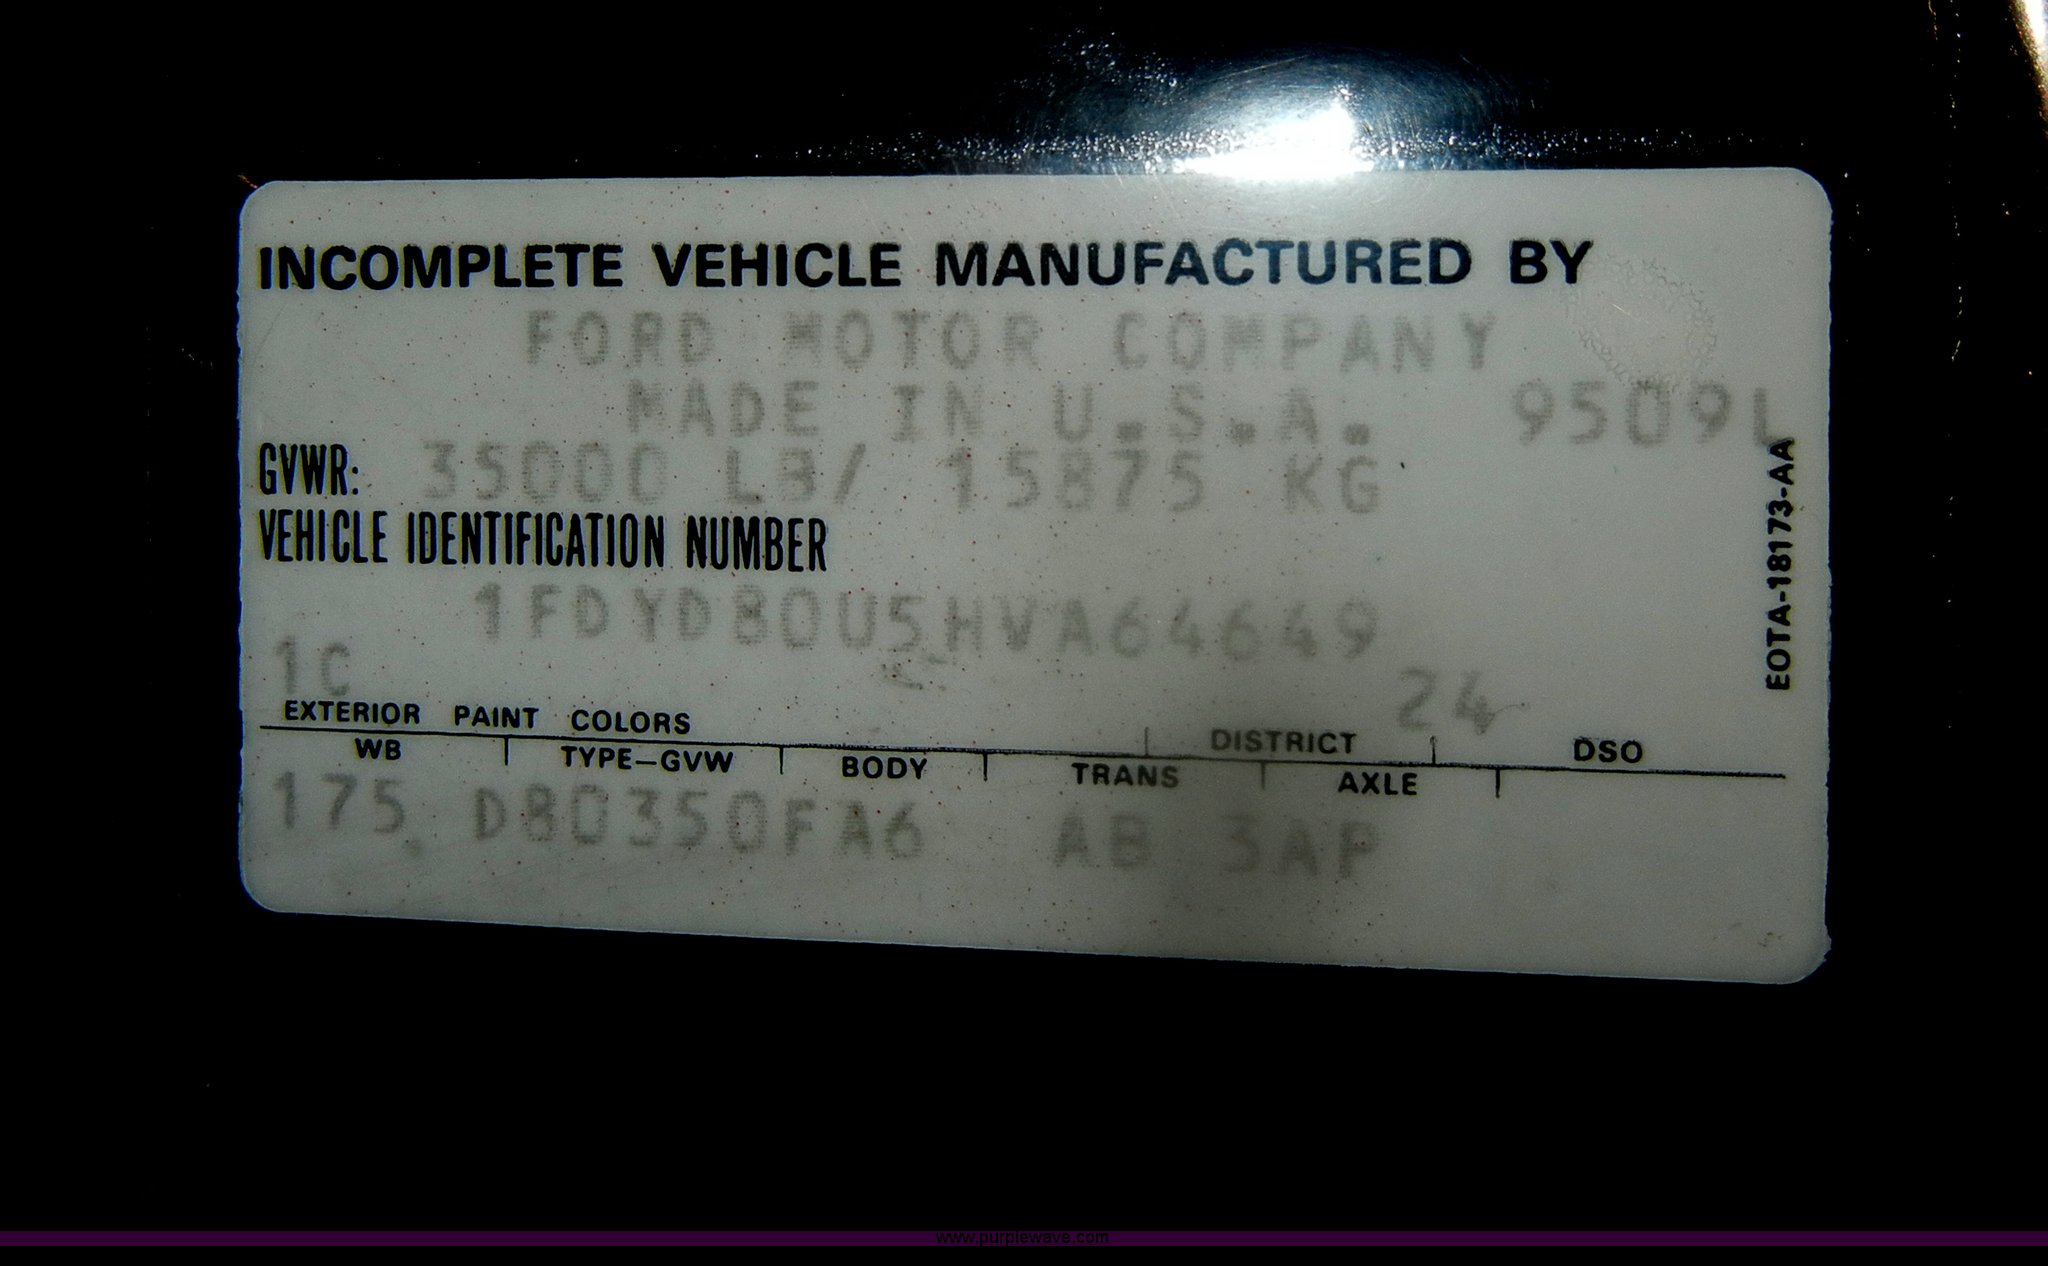 INCOMPLETE VEHICLE MANUFACTURED BY
FORD MOTOR COMPANY
MADE IN U.S.A. 9509L
GVWR: 35000 LB/ 15875 KG
VEHICLE IDENTIFICATION NUMBER
1FDYD80U5HVA64649
1C 24
EXTERIOR PAINT COLORS DISTRICT DSO
WB TYPE-GVW BODY TRANS AXLE
175 D80350FA6 AB 3AP
EOTA-18173-AA
www.purplewave.com